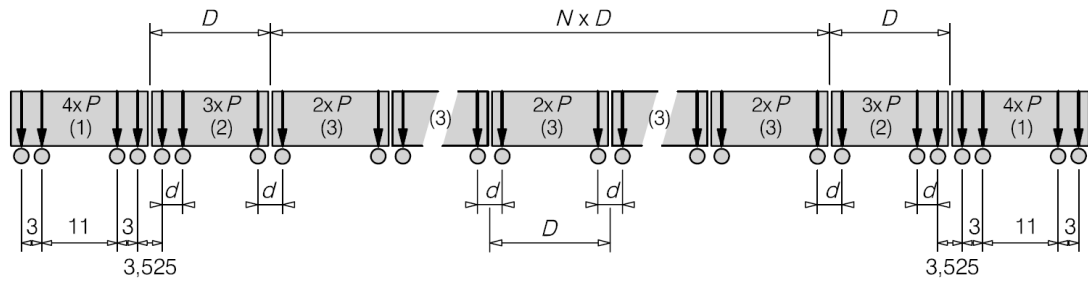 D N x D D
4x P 3x P 2x P 2x P 2x P 3x P 4x P
(1) (2) (3) (3) (3) (3) (3) (2) (1)
d d d d d d
3 11 3 D 3 11 3
3,525 3,525